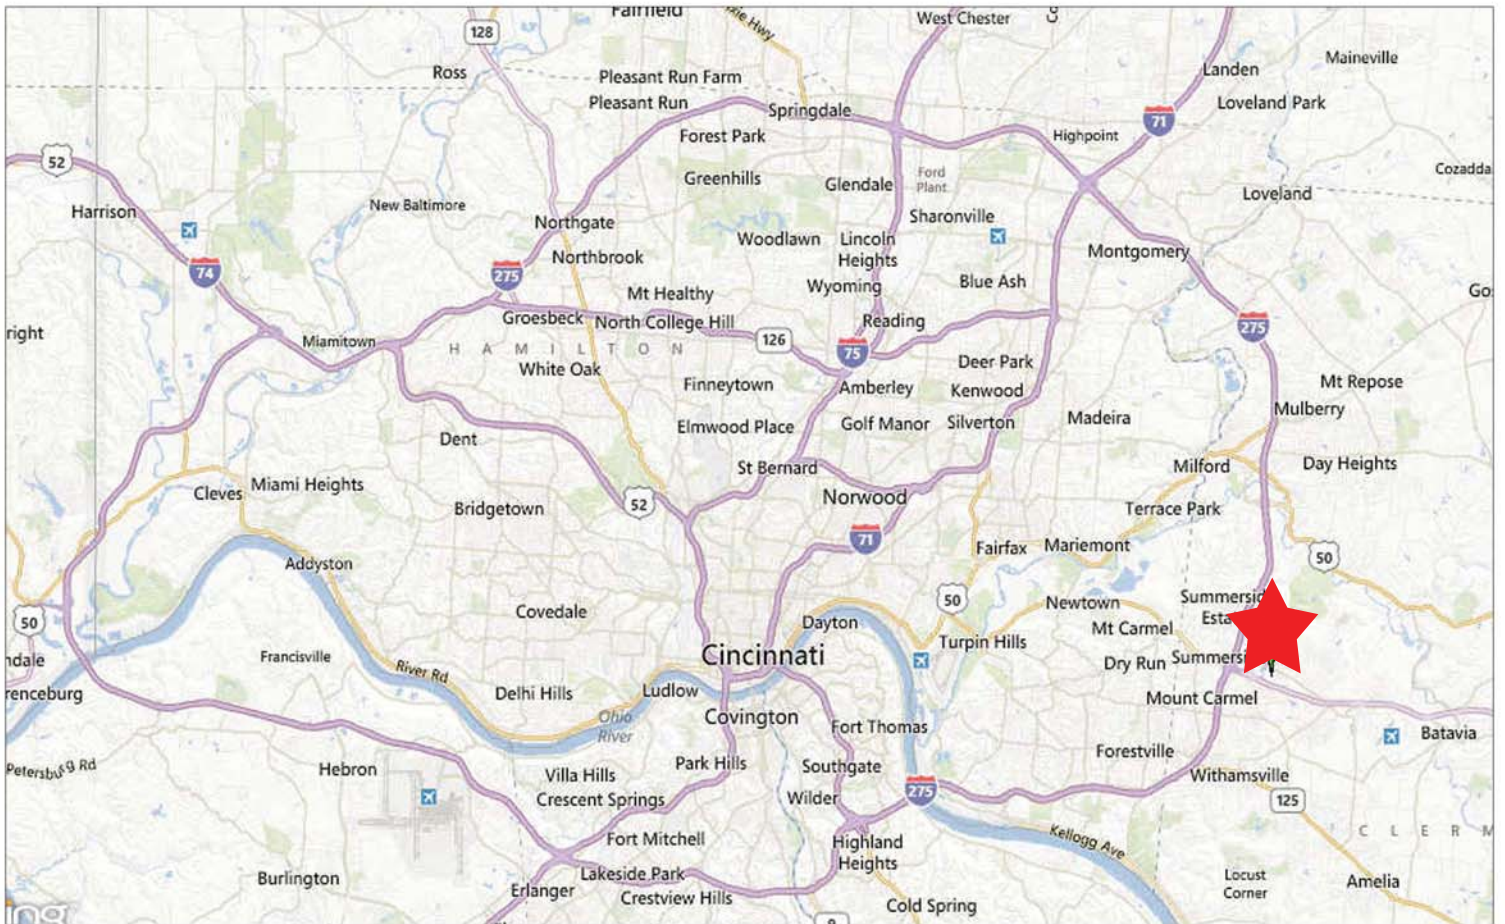 Fairfield
West Chester
128
Ross
Pleasant Run Farm
Landen
Maineville
Pleasant Run
Springdale
Loveland Park
71
Forest Park
Highpoint
52
Cozadda
Greenhills
Glendale
Ford
Plant
Loveland
Harrison
New Baltimore
Northgate
Sharonville
Woodlawn
Lincoln
Heights
Montgomery
Northbrook
74
275
Wyoming
Blue Ash
Mt Healthy
Groesbeck
North College Hill
Reading
275
right
Miamitown
126
75
HAMILTON
White Oak
Deer Park
Finneytown
Amberley
Kenwood
Mt Repose
Mulberry
Elmwood Place
Golf Manor
Silverton
Madeira
Dent
St Bernard
Milford
Day Heights
Cleves
Miami Heights
52
Norwood
Bridgetown
Terrace Park
71
Fairfax
Mariemont
50
Addyston
50
Summersid
Newtown
Covedale
50
Dayton
Esta
Mt Carmel
Turpin Hills
Cincinnati
Francisville
ndale
Dry Run
Summersi
River Rd
Delhi Hills
Ludlow
renceburg
Mount Carmel
Ohio
River
Covington
Fort Thomas
Batavia
Petersburg Rd
Hebron
Villa Hills
Park Hills
Southgate
Forestville
Withamsville
Crescent Springs
Wilder
275
125
Fort Mitchell
Highland
Heights
Kellogg Ave
CLERM
Burlington
Erlanger
Lakeside Park
Crestview Hills
Locust
Corner
Amelia
Cold Spring